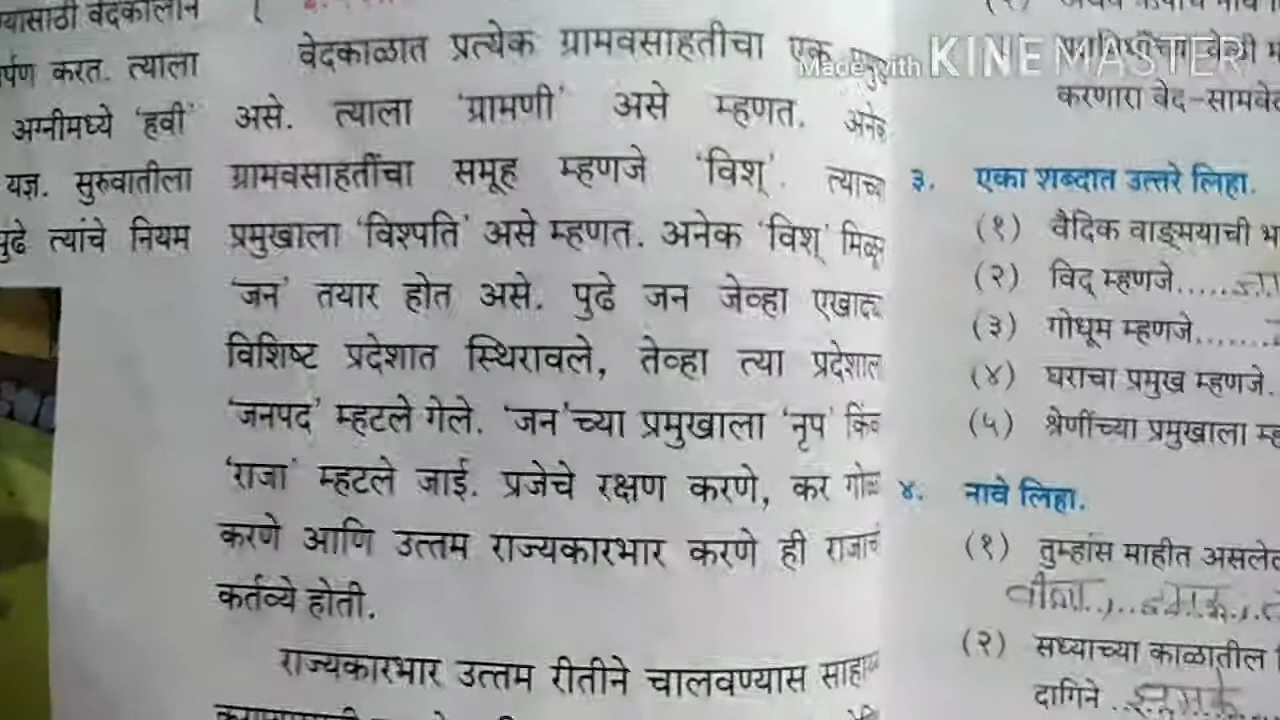 र्पण करत. त्याला
अग्नीमध्ये 'हवी'
यज्ञ. सुरुवातीला
पुढे त्यांचे नियम
वेदकाळात प्रत्येक ग्रामवसाहतीचा एक
असे. त्याला 'ग्रामणी' असे म्हणत. अनेक
ग्रामवसाहतींचा समूह म्हणजे 'विश्'. त्याच्या
प्रमुखाला 'विश्पति' असे म्हणत. अनेक 'विश्' मिळून
'जन' तयार होत असे. पुढे जन जेव्हा एखाद्या
विशिष्ट प्रदेशात स्थिरावले, तेव्हा त्या प्रदेशाला
'जनपद' म्हटले गेले. 'जन'च्या प्रमुखाला 'नृप' किंवा
'राजा' म्हटले जाई. प्रजेचे रक्षण करणे, कर गोळा
करणे आणि उत्तम राज्यकारभार करणे ही राजाची
कर्तव्ये होती.
राज्यकारभार उत्तम रीतीने चालवण्यास
Made with KINEMASTER
करणारा वेद-सामवेद
३. एका शब्दात उत्तरे लिहा.
(१) वैदिक वाङ्मयाची
(२) विद् म्हणजे.....
(३) गोधूम म्हणजे.......
(४) घराचा प्रमुख म्हणजे.
(५) श्रेणींच्या प्रमुखाला
४. नावे लिहा.
(१) तुम्हांस माहीत असलेल
(२) सध्याच्या काळातील
दागिने